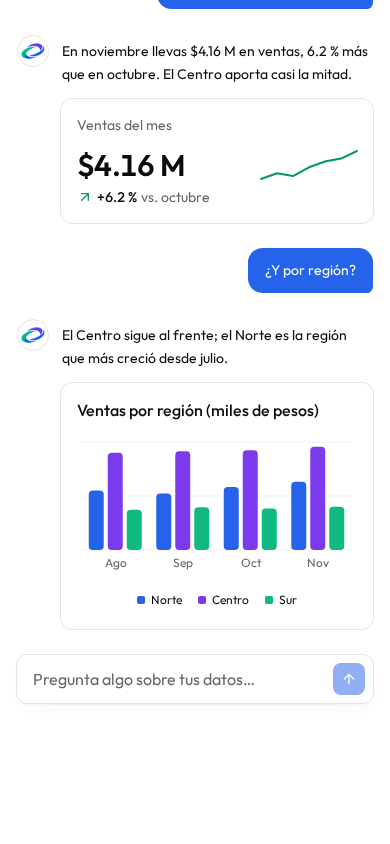 En noviembre llevas $4.16 M en ventas, 6.2 % más
que en octubre. El Centro aporta casi la mitad.
Ventas del mes
$4.16 M
+6.2 % vs. octubre
¿Y por región?
El Centro sigue al frente; el Norte es la región
que más creció desde julio.
Ventas por región (miles de pesos)
Ago Sep Oct Nov
Norte Centro Sur
Pregunta algo sobre tus datos...